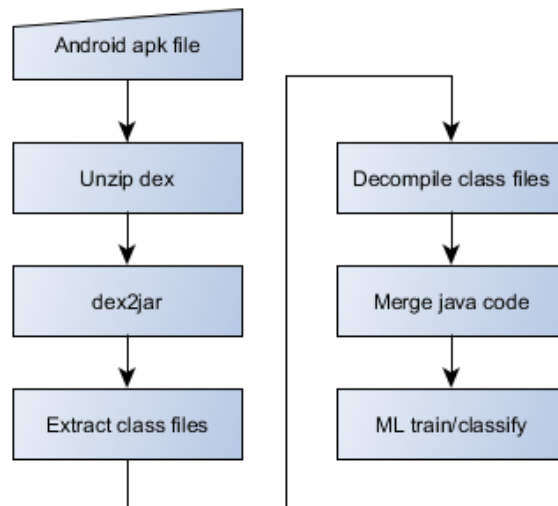 Android apk file
Unzip dex
dex2jar
Extract class files
Decompile class files
Merge java code
ML train/classify